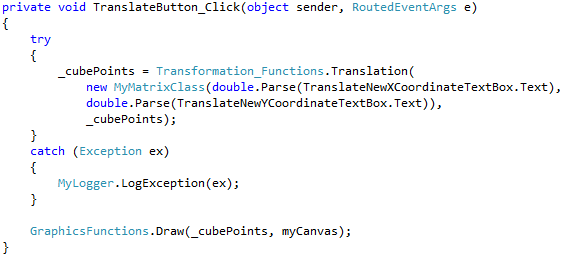 private void TranslateButton_Click(object sender, RoutedEventArgs e)
{
    try
    {
        _cubePoints = Transformation_Functions.Translation(
            new MyMatrixClass(double.Parse(TranslateNewXCoordinateTextBox.Text),
            double.Parse(TranslateNewYCoordinateTextBox.Text)),
            _cubePoints);
    }
    catch (Exception ex)
    {
        MyLogger.LogException(ex);
    }

    GraphicsFunctions.Draw(_cubePoints, myCanvas);
}